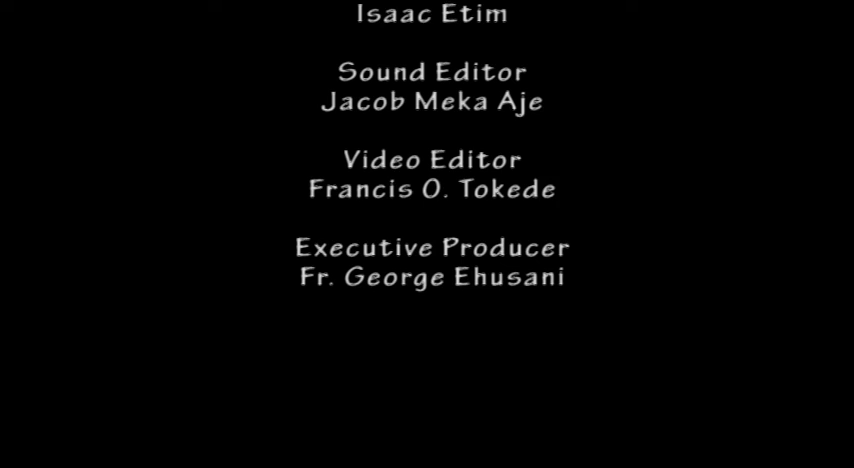 Isaac Etim
Sound Editor
Jacob Meka Aje
Video Editor
Francis O. Tokede
Executive Producer
Fr. George Ehusani